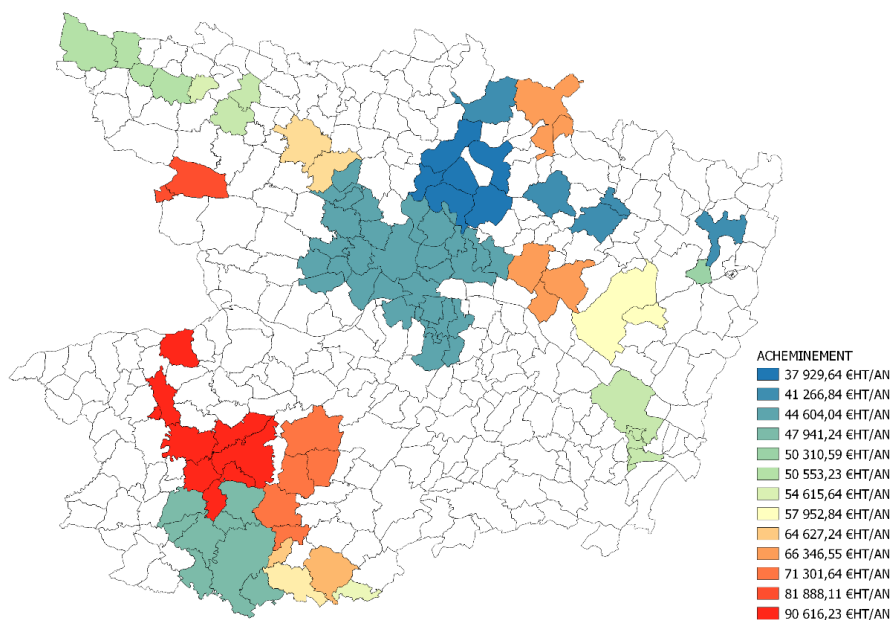 ACHEMINEMENT
37 929,64 €HT/AN
41 266,84 €HT/AN
44 604,04 €HT/AN
47 941,24 €HT/AN
50 310,59 €HT/AN
50 553,23 €HT/AN
54 615,64 €HT/AN
57 952,84 €HT/AN
64 627,24 €HT/AN
66 346,55 €HT/AN
71 301,64 €HT/AN
81 888,11 €HT/AN
90 616,23 €HT/AN